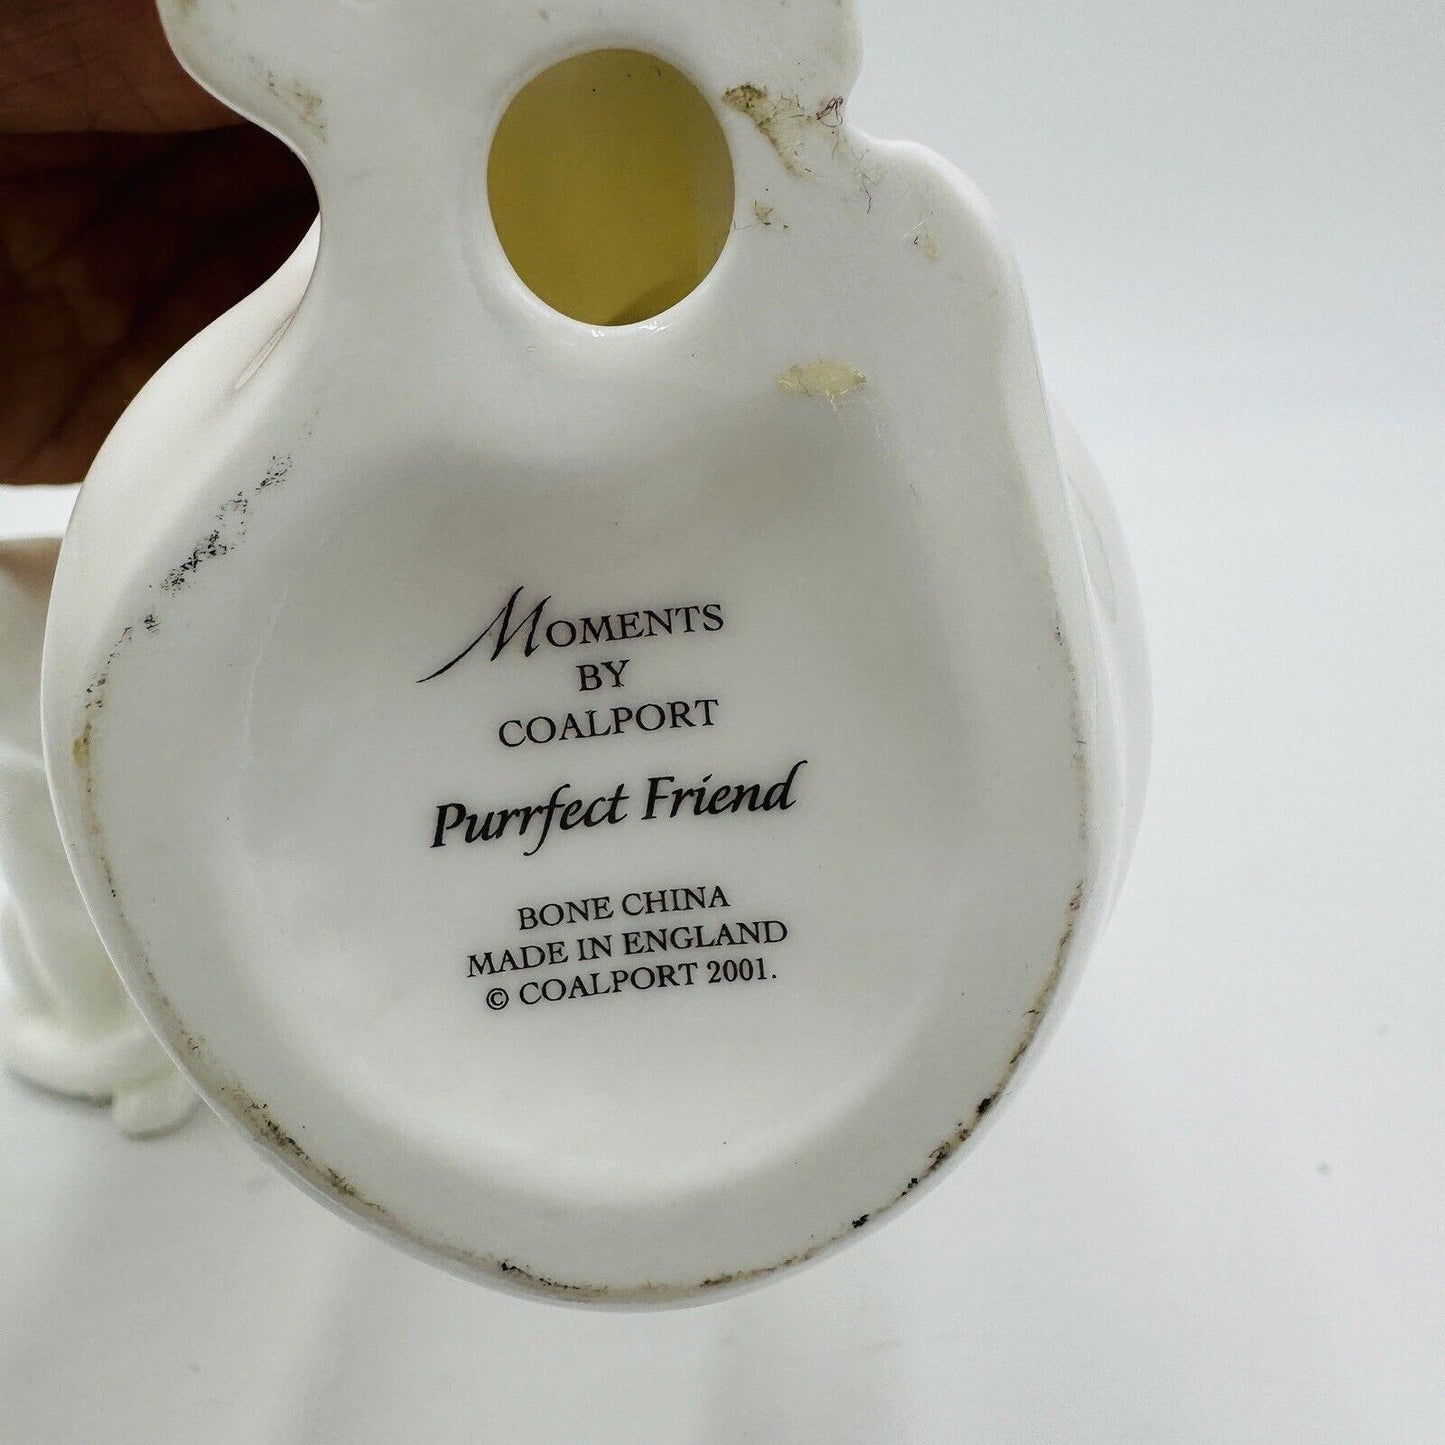 MOMENTS
BY
COALPORT
Purrfect Friend
BONE CHINA
MADE IN ENGLAND
© COALPORT 2001.